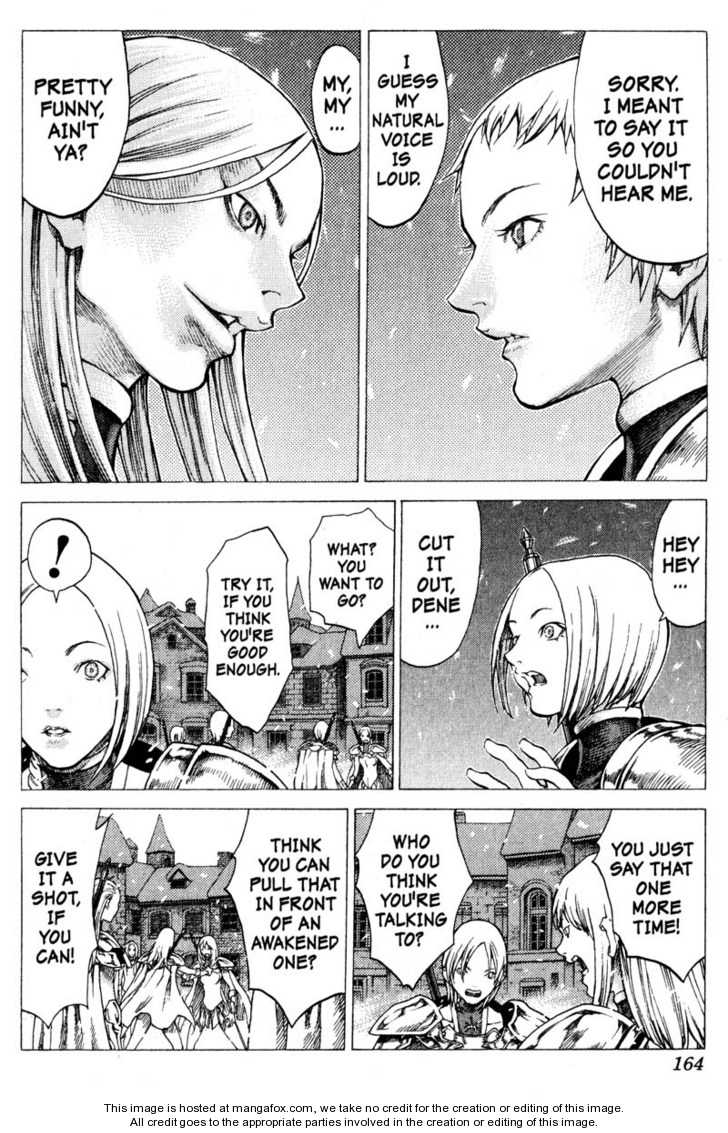 SORRY.
I MEANT
TO SAY IT
SO YOU
COULDN'T
HEAR ME.
I
GUESS
MY
NATURAL
VOICE
IS
LOUD.
MY,
MY
...
PRETTY
FUNNY,
AIN'T
YA?
HEY
HEY
...
CUT
IT
OUT,
DENE
...
WHAT?
YOU
WANT TO
GO?
TRY IT,
IF YOU
THINK
YOU'RE
GOOD
ENOUGH.
!
YOU JUST
SAY THAT
ONE
MORE
TIME!
WHO
DO YOU
THINK
YOU'RE
TALKING
TO?
THINK
YOU CAN
PULL THAT
IN FRONT
OF AN
AWAKENED
ONE?
GIVE
IT A
SHOT,
IF
YOU
CAN!
164
This image is hosted at mangafox.com, we take no credit for the creation or editing of this image.
All credit goes to the appropriate parties involved in the creation or editing of this image.